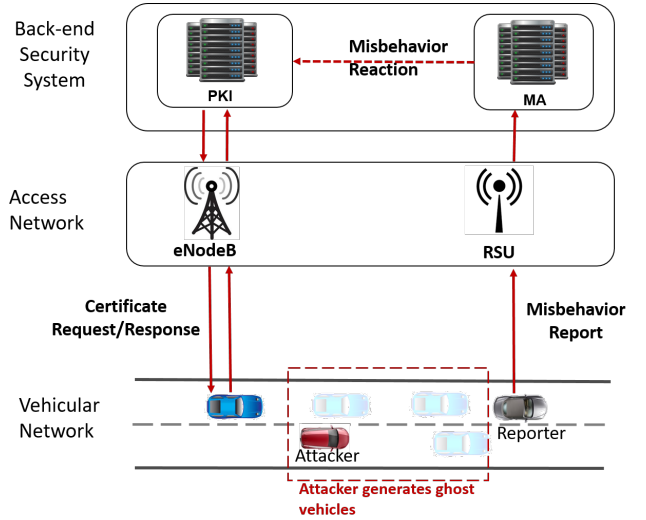 Back-end
Security
System
Misbehavior
Reaction
PKI
MA
Access
Network
eNodeB
RSU
Certificate
Request/Response
Misbehavior
Report
Vehicular
Network
Attacker
Reporter
Attacker generates ghost
vehicles